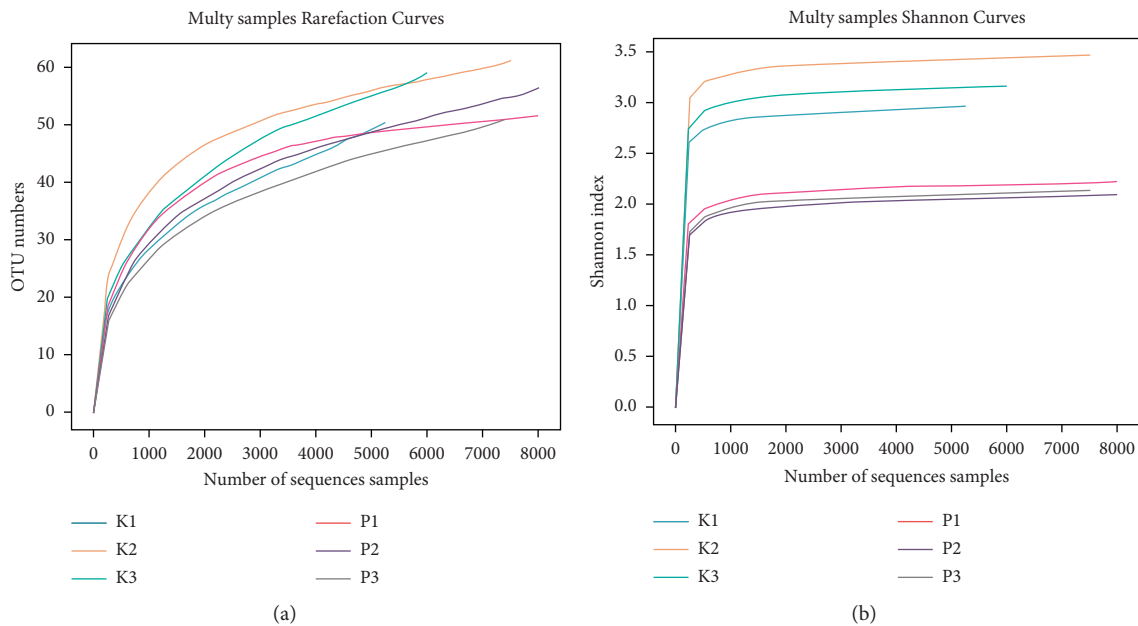 Multy samples Rarefaction Curves
60
50
40
30
20
10
0
OTU numbers
0 1000 2000 3000 4000 5000 6000 7000 8000
Number of sequences samples
K1 P1
K2 P2
K3 P3
(a)
Multy samples Shannon Curves
3.5
3.0
2.5
2.0
1.5
1.0
0.5
0.0
Shannon index
0 1000 2000 3000 4000 5000 6000 7000 8000
Number of sequences samples
K1 P1
K2 P2
K3 P3
(b)